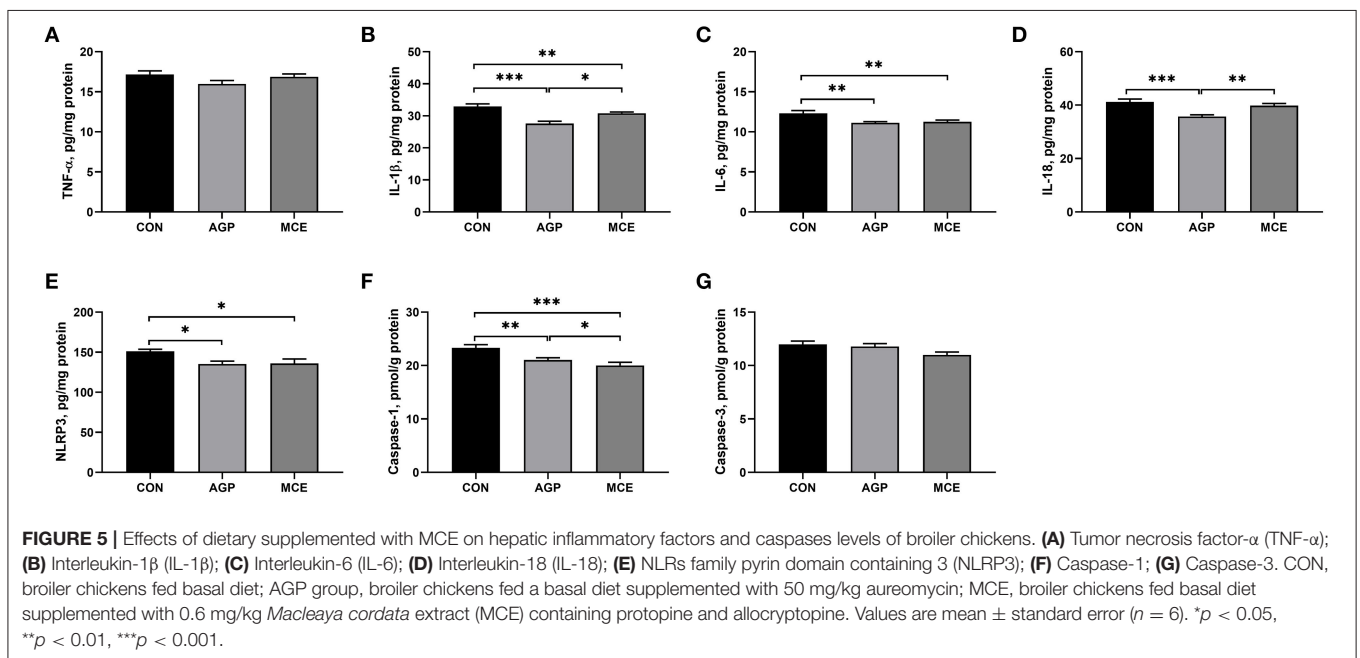 A
TNF-α, pg/mg protein
20
15
10
5
0
CON AGP MCE
B
IL-1β, pg/mg protein
50
40
30
20
10
0
**
*** *
CON AGP MCE
C
IL-6, pg/mg protein
20
15
10
5
0
**
**
CON AGP MCE
D
IL-18, pg/mg protein
60
40
20
0
*** **
CON AGP MCE
E
NLRP3, pg/mg protein
200
150
100
50
0
*
*
CON AGP MCE
F
Caspase-1, pmol/g protein
30
20
10
0
***
** *
CON AGP MCE
G
Caspase-3, pmol/g protein
15
10
5
0
CON AGP MCE
FIGURE 5 | Effects of dietary supplemented with MCE on hepatic inflammatory factors and caspases levels of broiler chickens. (A) Tumor necrosis factor-α (TNF-α);
(B) Interleukin-1β (IL-1β); (C) Interleukin-6 (IL-6); (D) Interleukin-18 (IL-18); (E) NLRs family pyrin domain containing 3 (NLRP3); (F) Caspase-1; (G) Caspase-3. CON,
broiler chickens fed basal diet; AGP group, broiler chickens fed a basal diet supplemented with 50 mg/kg aureomycin; MCE, broiler chickens fed basal diet
supplemented with 0.6 mg/kg Macleaya cordata extract (MCE) containing protopine and allocryptopine. Values are mean ± standard error (n = 6). *p < 0.05,
**p < 0.01, ***p < 0.001.